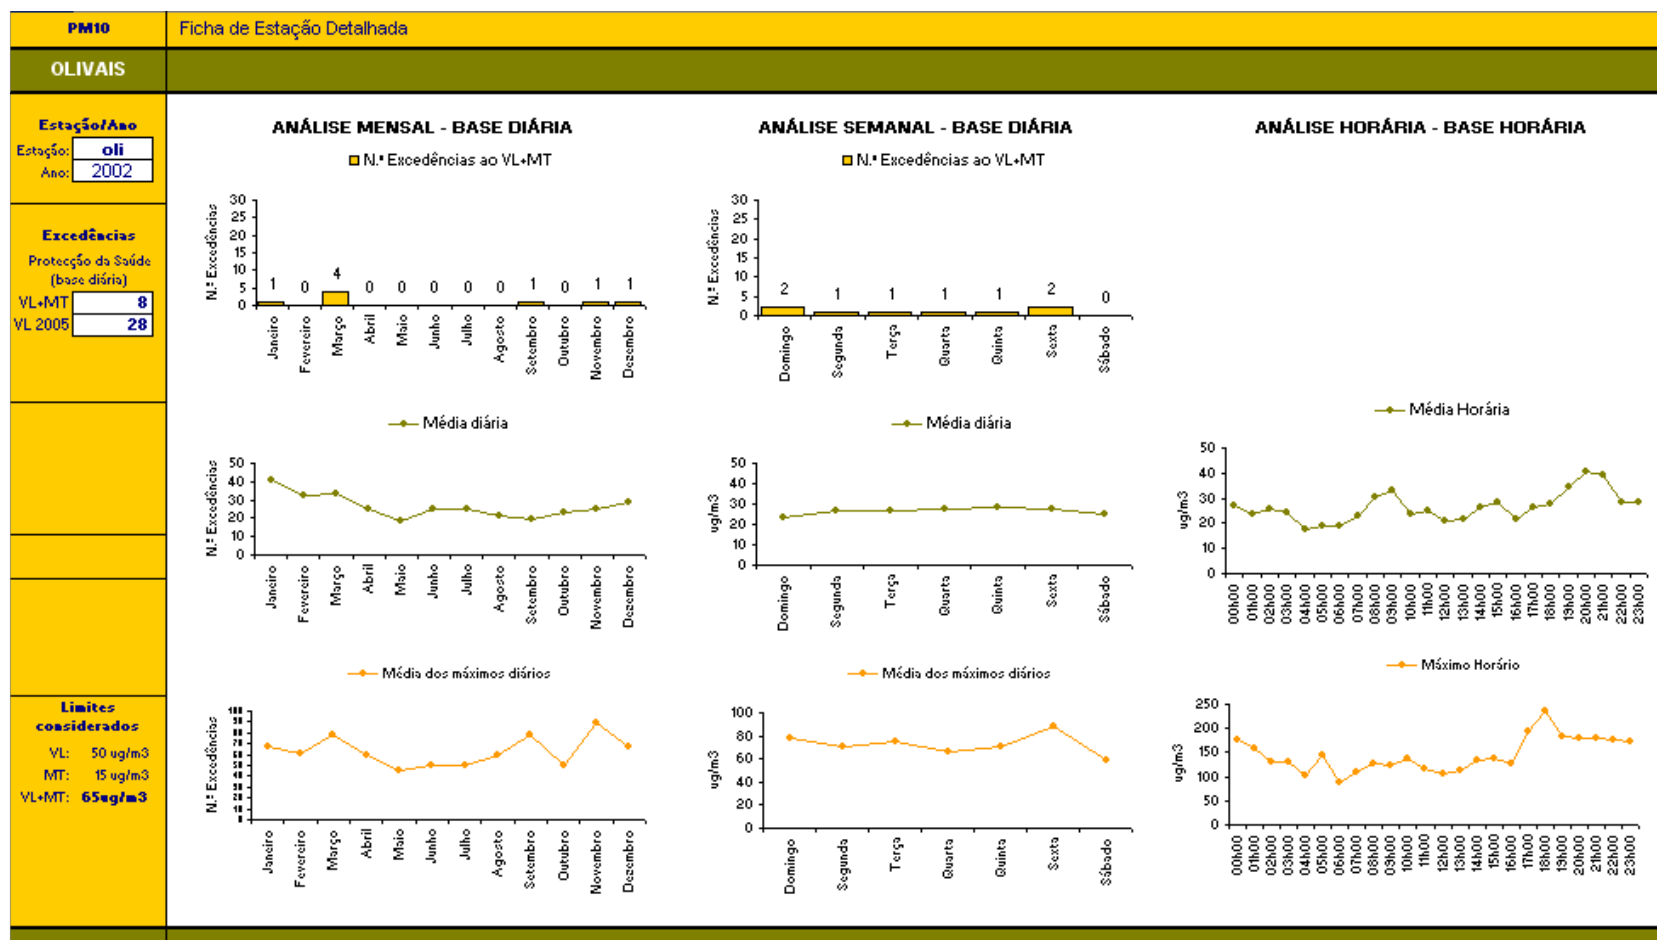 PM10
Ficha de Estação Detalhada
OLIVAIS
Estação/Ano
Estação: oli
Ano: 2002
Excedências
Protecção da Saúde
(base diária)
VL+MT 8
VL 2005 28
Limites
considerados
VL: 50 ug/m3
MT: 15 ug/m3
VL+MT: 65ug/m3
ANÁLISE MENSAL - BASE DIÁRIA
N.º Excedências ao VL+MT
N.º Excedências
30
25
20
15
10
5
0
1 0 4 0 0 0 0 0 1 0 1 1
Janeiro Fevereiro Março Abril Maio Junho Julho Agosto Setembro Outubro Novembro Dezembro
Média diária
N.º Excedências
50
40
30
20
10
0
Janeiro Fevereiro Março Abril Maio Junho Julho Agosto Setembro Outubro Novembro Dezembro
Média dos máximos diários
N.º Excedências
100
90
80
70
60
50
40
30
20
10
0
Janeiro Fevereiro Março Abril Maio Junho Julho Agosto Setembro Outubro Novembro Dezembro
ANÁLISE SEMANAL - BASE DIÁRIA
N.º Excedências ao VL+MT
N.º Excedências
30
25
20
15
10
5
0
2 1 1 1 1 2 0
Domingo Segunda Terça Quarta Quinta Sexta Sábado
Média diária
ug/m3
50
40
30
20
10
0
Domingo Segunda Terça Quarta Quinta Sexta Sábado
Média dos máximos diários
ug/m3
100
80
60
40
20
0
Domingo Segunda Terça Quarta Quinta Sexta Sábado
ANÁLISE HORÁRIA - BASE HORÁRIA
Média Horária
ug/m3
50
40
30
20
10
0
00h00 01h00 02h00 03h00 04h00 05h00 06h00 07h00 08h00 09h00 10h00 11h00 12h00 13h00 14h00 15h00 16h00 17h00 18h00 19h00 20h00 21h00 22h00 23h00
Máximo Horário
ug/m3
250
200
150
100
50
0
00h00 01h00 02h00 03h00 04h00 05h00 06h00 07h00 08h00 09h00 10h00 11h00 12h00 13h00 14h00 15h00 16h00 17h00 18h00 19h00 20h00 21h00 22h00 23h00